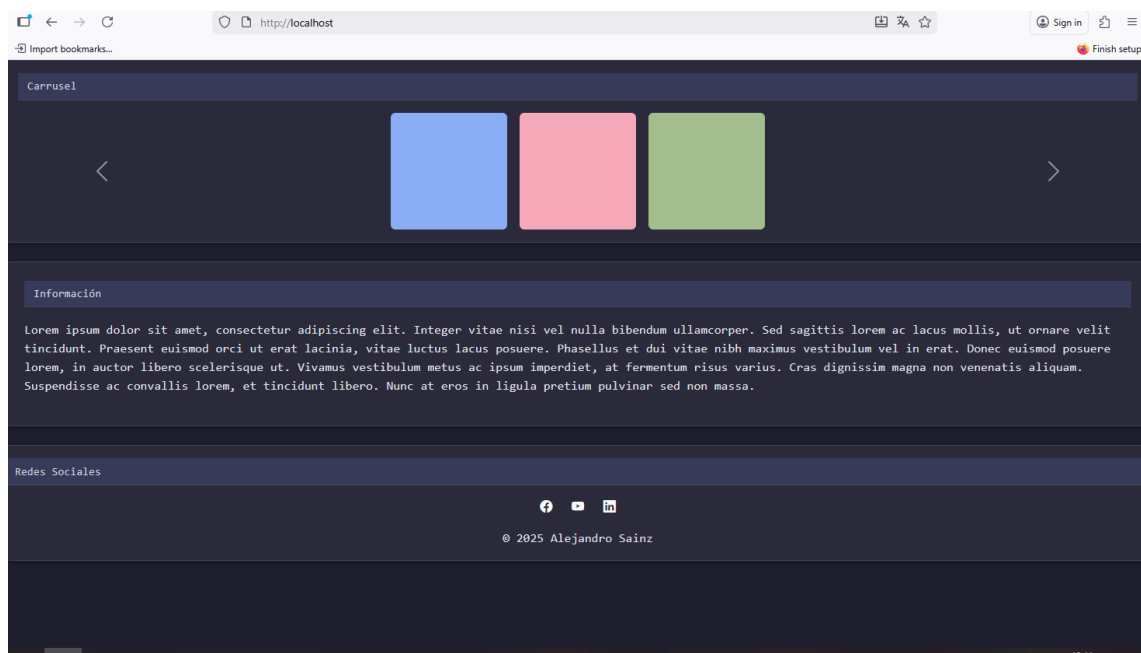 http://localhost
Sign in
Import bookmarks...
Finish setup
Carrusel
Información
Lorem ipsum dolor sit amet, consectetur adipiscing elit. Integer vitae nisi vel nulla bibendum ullamcorper. Sed sagittis lorem ac lacus mollis, ut ornare velit
tincidunt. Praesent euismod orci ut erat lacinia, vitae luctus lacus posuere. Phasellus et dui vitae nibh maximus vestibulum vel in erat. Donec euismod posuere
lorem, in auctor libero scelerisque ut. Vivamus vestibulum metus ac ipsum imperdiet, at fermentum risus varius. Cras dignissim magna non venenatis aliquam.
Suspendisse ac convallis lorem, et tincidunt libero. Nunc at eros in ligula pretium pulvinar sed non massa.
Redes Sociales
in
© 2025 Alejandro Sainz